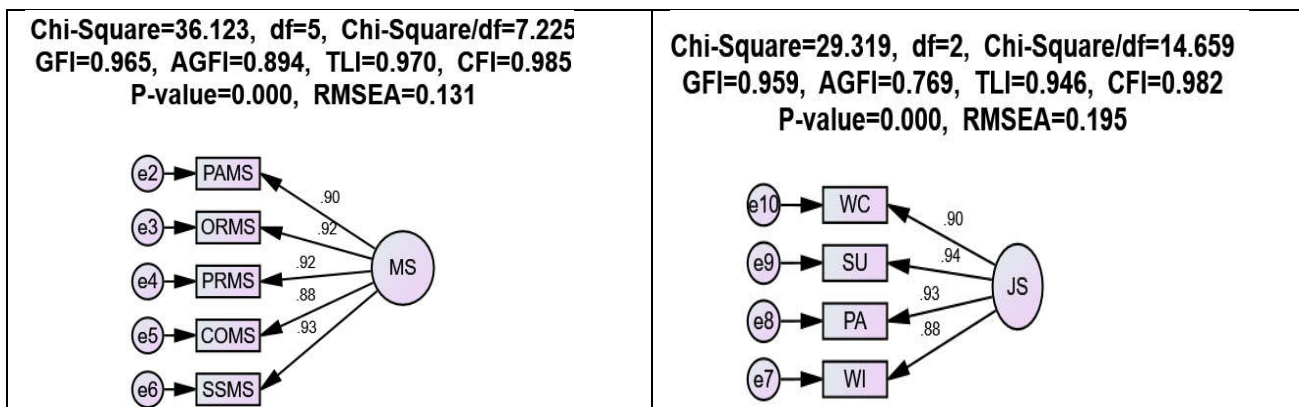 Chi-Square=36.123, df=5, Chi-Square/df=7.225
GFI=0.965, AGFI=0.894, TLI=0.970, CFI=0.985
P-value=0.000, RMSEA=0.131
e2 PAMS
.90
e3 ORMS
.92
e4 PRMS
.92
MS
.88
e5 COMS
.93
e6 SSMS
Chi-Square=29.319, df=2, Chi-Square/df=14.659
GFI=0.959, AGFI=0.769, TLI=0.946, CFI=0.982
P-value=0.000, RMSEA=0.195
e10 WC
.90
e9 SU
.94
JS
.93
e8 PA
.88
e7 WI